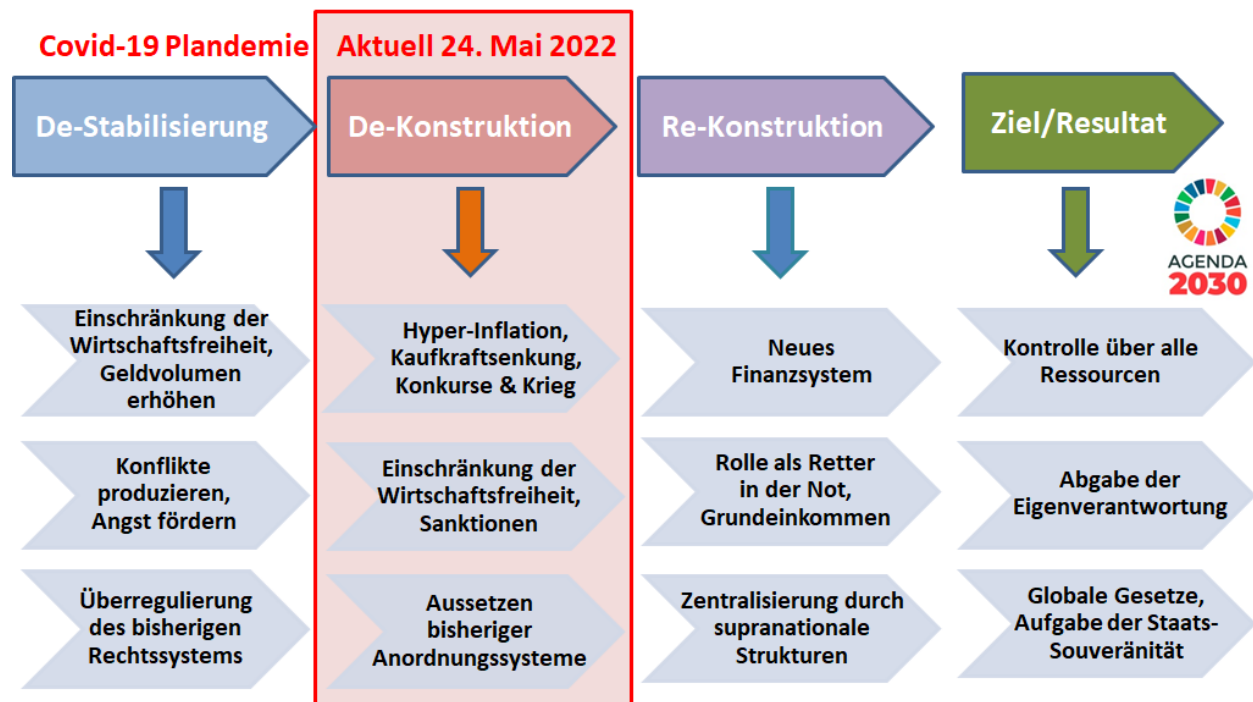 Covid-19 Plandemie
Aktuell 24. Mai 2022
De-Stabilisierung
De-Konstruktion
Re-Konstruktion
Ziel/Resultat
AGENDA
2030
Einschränkung der
Wirtschaftsfreiheit,
Geldvolumen
erhöhen
Hyper-Inflation,
Kaufkraftsenkung,
Konkurse & Krieg
Neues
Finanzsystem
Kontrolle über alle
Ressourcen
Konflikte
produzieren,
Angst fördern
Einschränkung der
Wirtschaftsfreiheit,
Sanktionen
Rolle als Retter
in der Not,
Grundeinkommen
Abgabe der
Eigenverantwortung
Überregulierung
des bisherigen
Rechtssystems
Aussetzen
bisheriger
Anordnungssysteme
Zentralisierung durch
supranationale
Strukturen
Globale Gesetze,
Aufgabe der Staats-
Souveränität